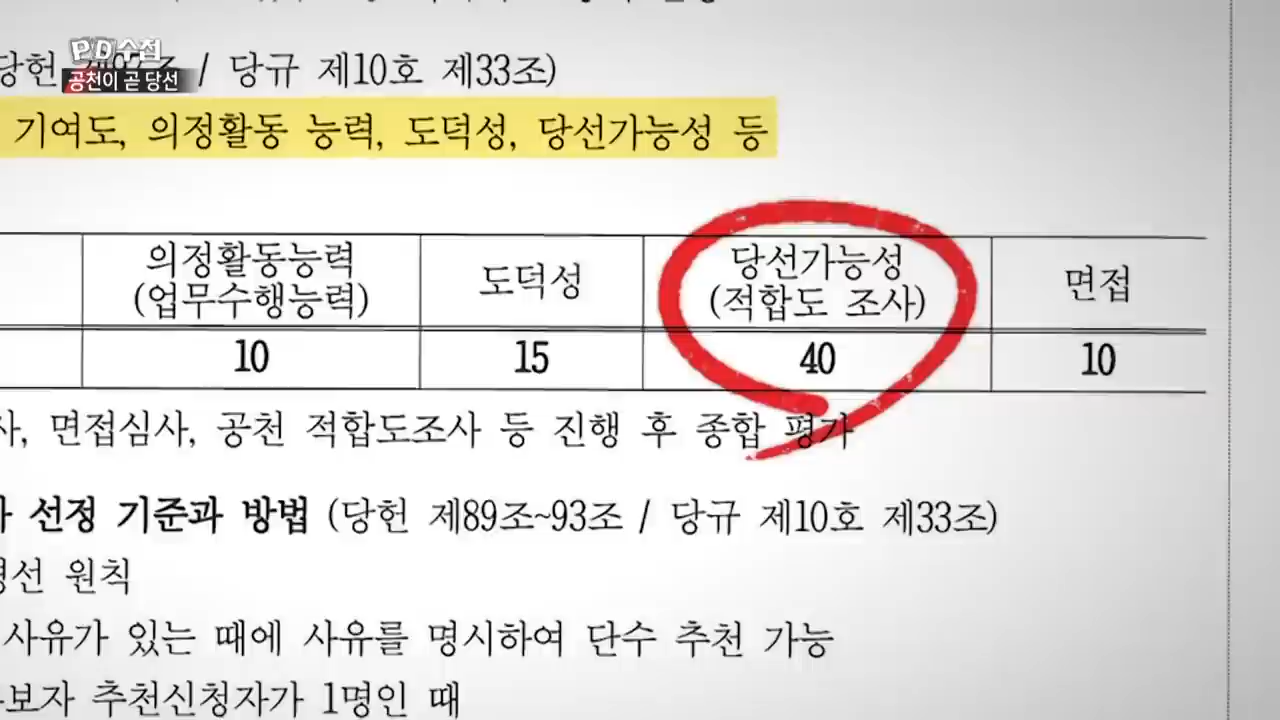 PD수첩
공천이 곧 당선
당헌 / 당규 제10호 제33조)
기여도, 의정활동 능력, 도덕성, 당선가능성 등
의정활동능력
(업무수행능력)
도덕성
당선가능성
(적합도 조사)
면접
10
15
40
10
면접심사, 공천 적합도조사 등 진행 후 종합 평가
선정 기준과 방법 (당헌 제89조~93조 / 당규 제10호 제33조)
원칙
사유가 있는 때에 사유를 명시하여 단수 추천 가능
추천신청자가 1명인 때